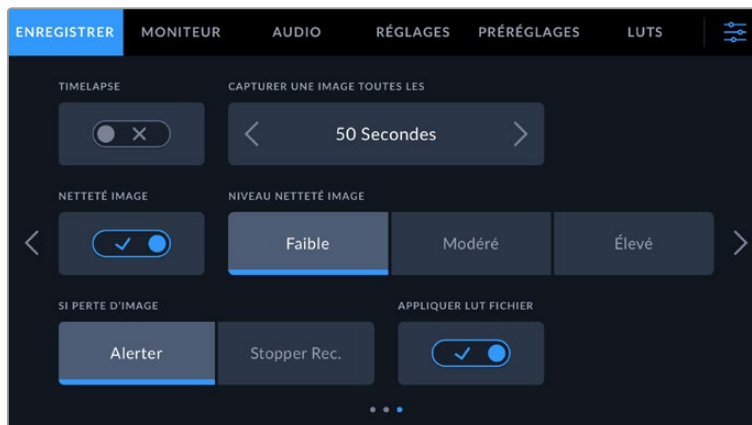 ENREGISTRER MONITEUR AUDIO RÉGLAGES PRÉRÉGLAGES LUTS
TIMELAPSE CAPTURER UNE IMAGE TOUTES LES
50 Secondes
NETTETÉ IMAGE NIVEAU NETTETÉ IMAGE
Faible Modéré Élevé
SI PERTE D'IMAGE APPLIQUER LUT FICHIER
Alerter Stopper Rec.